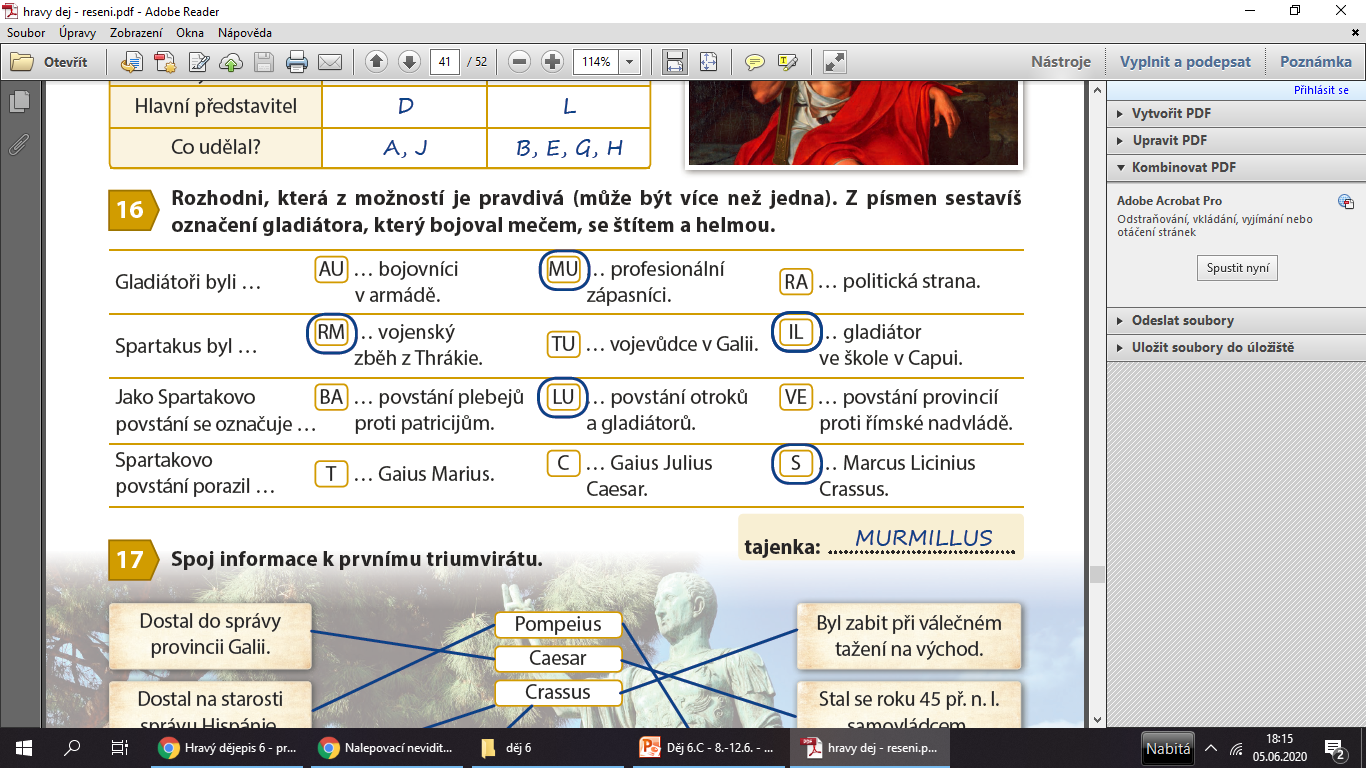 hravy dej - reseni.pdf - Adobe Reader
Soubor Úpravy Zobrazení Okna Nápověda
Otevřít 41 / 52 114% Nástroje Vyplnit a podepsat Poznámka
Přihlásit se
Vytvořit PDF
Upravit PDF
Kombinovat PDF
Adobe Acrobat Pro
Odstraňování, vkládání, vyjímání nebo
otáčení stránek
Spustit nyní
Odeslat soubory
Uložit soubory do úložiště
Hlavní představitel D L
Co udělal? A, J B, E, G, H
16 Rozhodni, která z možností je pravdivá (může být více než jedna). Z písmen sestavíš
označení gladiátora, který bojoval mečem, se štítem a helmou.
Gladiátoři byli …
AU … bojovníci
v armádě.
MU … profesionální
zápasníci.
RA … politická strana.
Spartakus byl …
RM … vojenský
zběh z Thrákie.
TU … vojevůdce v Galii.
IL … gladiátor
ve škole v Capui.
Jako Spartakovo
povstání se označuje …
BA … povstání plebejů
proti patricijům.
LU … povstání otroků
a gladiátorů.
VE … povstání provincií
proti římské nadvládě.
Spartakovo
povstání porazil …
T … Gaius Marius.
C … Gaius Julius
Caesar.
S … Marcus Licinius
Crassus.
tajenka: MURMILLUS
17 Spoj informace k prvnímu triumvirátu.
Dostal do správy
provincii Galii.
Dostal na starosti
správu Hispánie
Pompeius
Caesar
Crassus
Byl zabit při válečném
tažení na východ.
Stal se roku 45 př. n. l.
samovládcem
Hravý dějepis 6 - pr... Nalepovací nevidit... děj 6 Děj 6.C - 8.-12.6. - ... hravy dej - reseni.p... Nabitá 18:15
05.06.2020 2